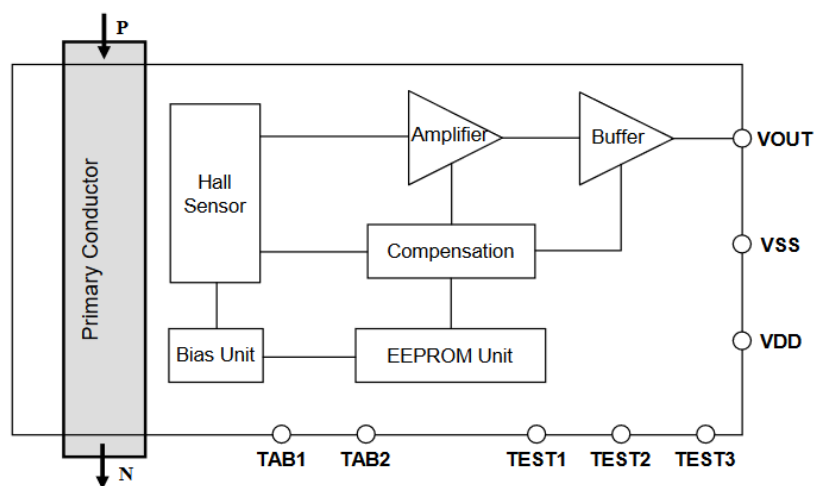 P
Primary Conductor
Hall
Sensor
Amplifier
Buffer
VOUT
Compensation
VSS
Bias Unit
EEPROM Unit
VDD
TAB1
TAB2
TEST1
TEST2
TEST3
N